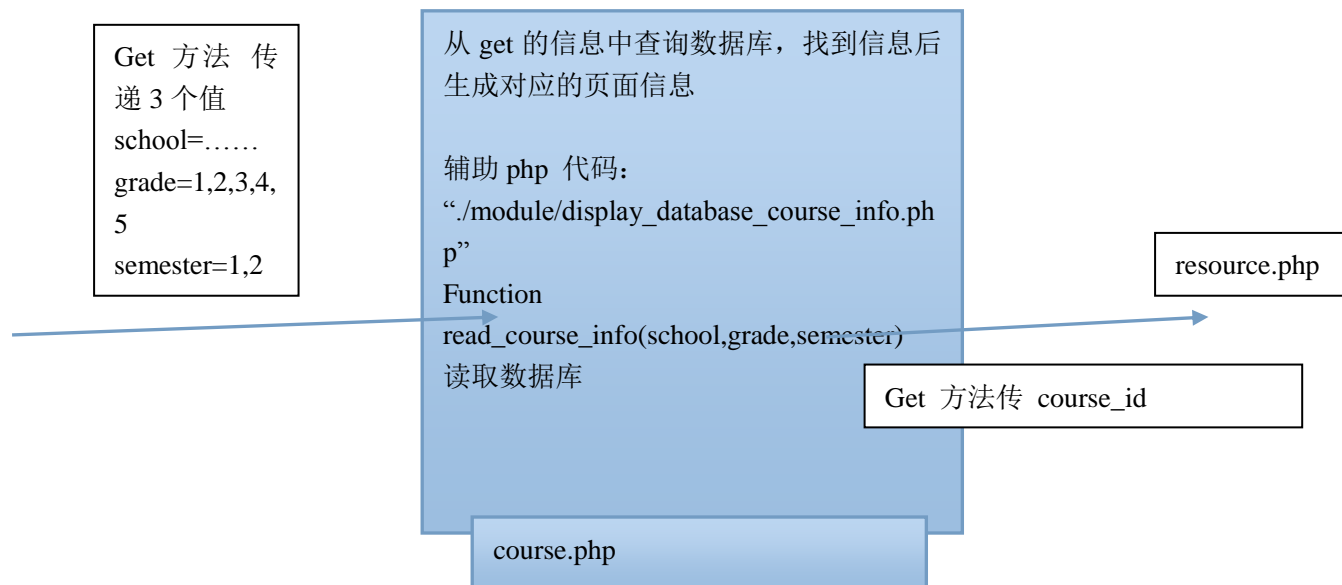 Get 方法 传
递 3 个值
school=……
grade=1,2,3,4,
5
semester=1,2
从 get 的信息中查询数据库，找到信息后
生成对应的页面信息
辅助 php 代码：
“./module/display_database_course_info.ph
p”
Function
read_course_info(school,grade,semester)
读取数据库
resource.php
Get 方法传 course_id
course.php